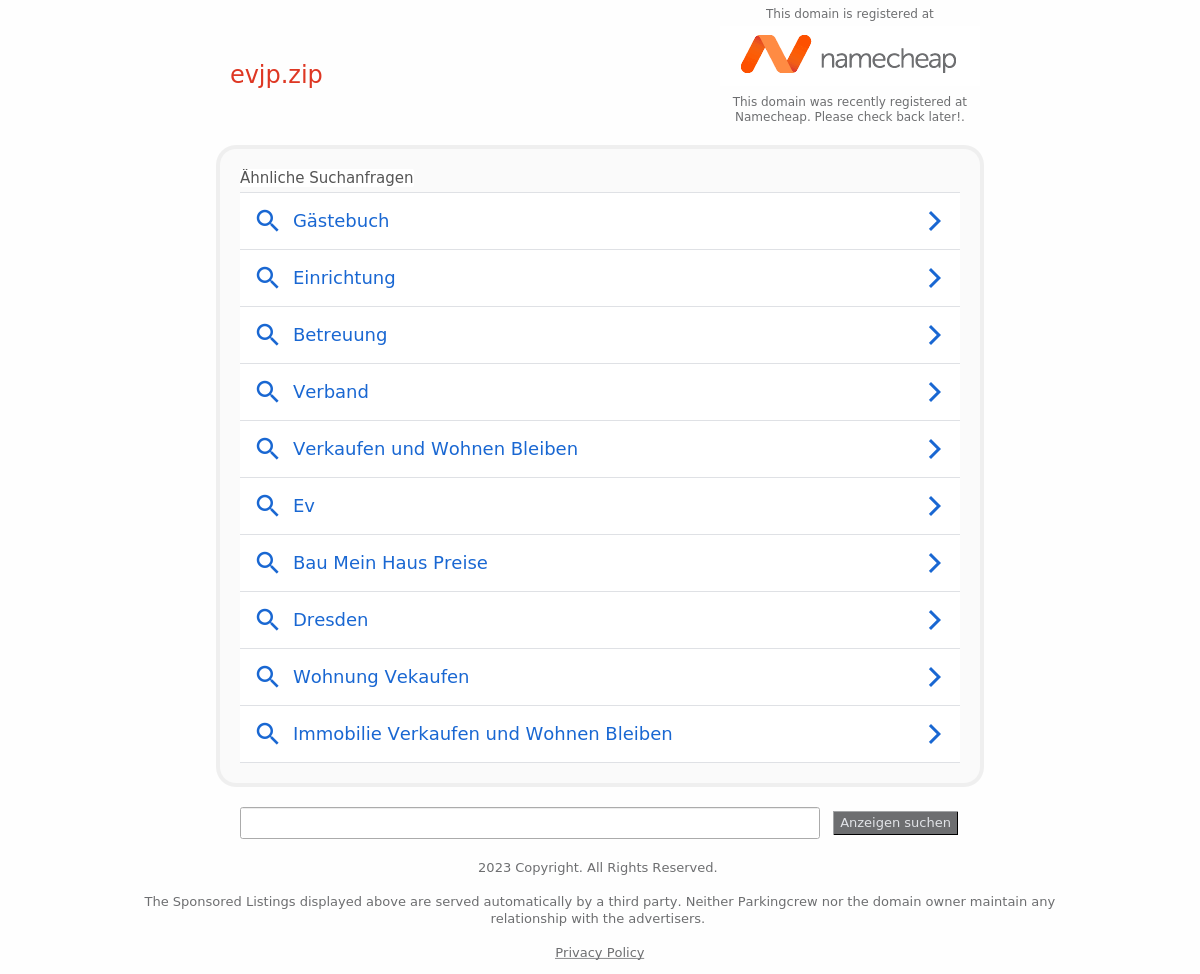 This domain is registered at
namecheap
evjp.zip
This domain was recently registered at
Namecheap. Please check back later!.
Ähnliche Suchanfragen
Gästebuch
Einrichtung
Betreuung
Verband
Verkaufen und Wohnen Bleiben
Ev
Bau Mein Haus Preise
Dresden
Wohnung Vekaufen
Immobilie Verkaufen und Wohnen Bleiben
Anzeigen suchen
2023 Copyright. All Rights Reserved.
The Sponsored Listings displayed above are served automatically by a third party. Neither Parkingcrew nor the domain owner maintain any
relationship with the advertisers.
Privacy Policy